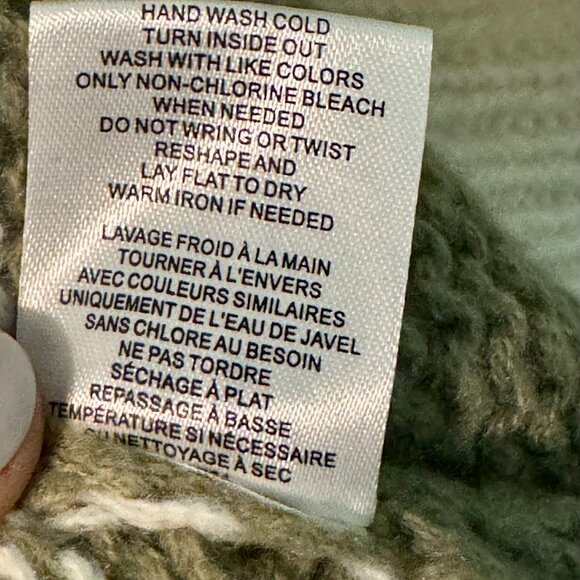 HAND WASH COLD
TURN INSIDE OUT
WASH WITH LIKE COLORS
ONLY NON-CHLORINE BLEACH
WHEN NEEDED
DO NOT WRING OR TWIST
RESHAPE AND
LAY FLAT TO DRY
WARM IRON IF NEEDED
LAVAGE FROID À LA MAIN
TOURNER À L'ENVERS
AVEC COULEURS SIMILAIRES
UNIQUEMENT DE L'EAU DE JAVEL
SANS CHLORE AU BESOIN
NE PAS TORDRE
SÉCHAGE À PLAT
REPASSAGE À BASSE
TEMPÉRATURE SI NÉCESSAIRE
OU NETTOYAGE À SEC